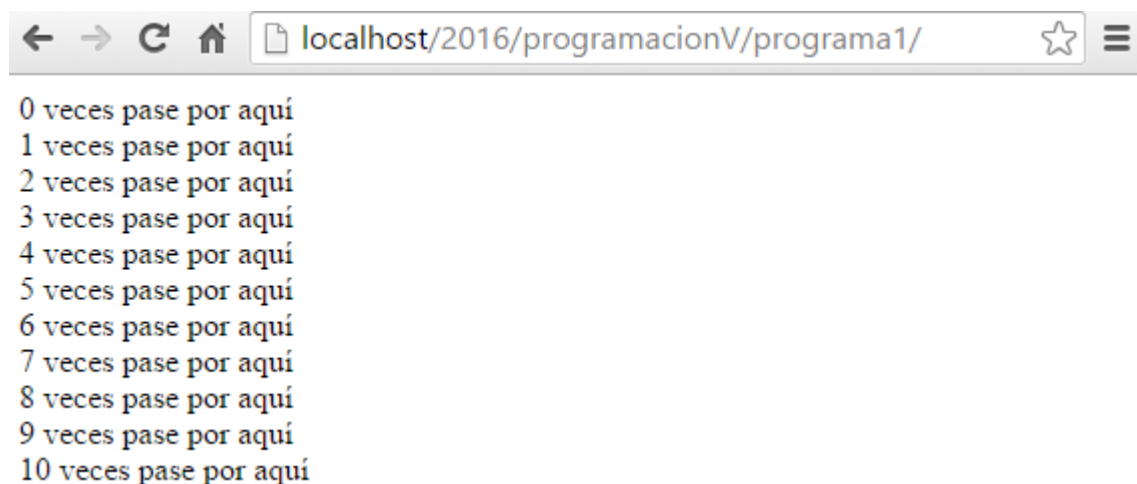 localhost/2016/programacionV/programa1/
0 veces pase por aquí
1 veces pase por aquí
2 veces pase por aquí
3 veces pase por aquí
4 veces pase por aquí
5 veces pase por aquí
6 veces pase por aquí
7 veces pase por aquí
8 veces pase por aquí
9 veces pase por aquí
10 veces pase por aquí